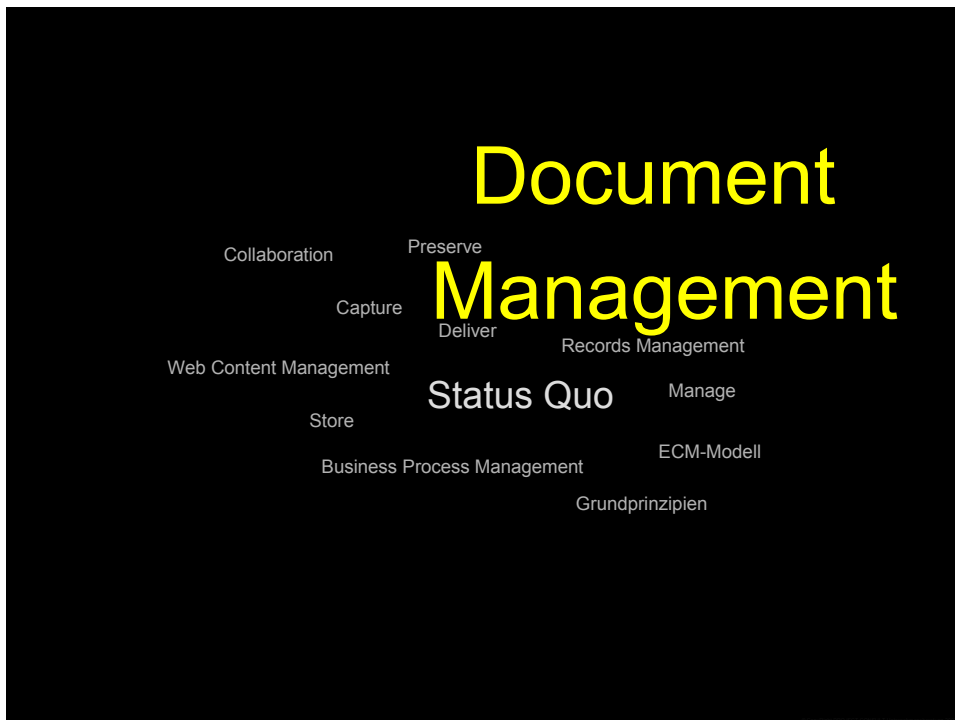 Document
Management
Collaboration
Preserve
Capture
Deliver
Records Management
Web Content Management
Status Quo
Manage
Store
ECM-Modell
Business Process Management
Grundprinzipien